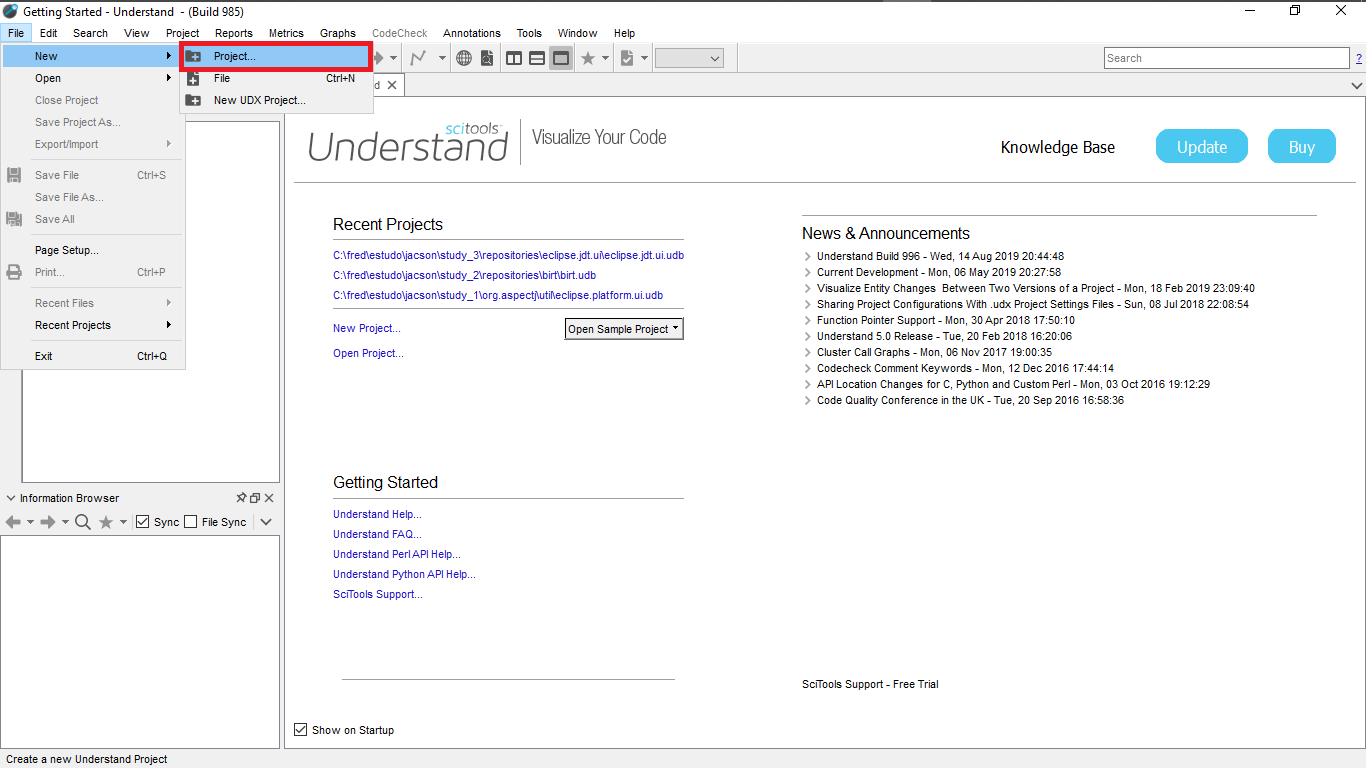 Getting Started - Understand - (Build 985)
File Edit Search View Project Reports Metrics Graphs CodeCheck Annotations Tools Window Help
New
Open
Close Project
Save Project As...
Export/Import
Save File Ctrl+S
Save File As...
Save All
Page Setup...
Print... Ctrl+P
Recent Files
Recent Projects
Exit Ctrl+Q
Project...
File Ctrl+N
New UDX Project...
Search
?
d
scitools™
Understand
Visualize Your Code
Knowledge Base
Update
Buy
Recent Projects
C:\fred\estudo\jacson\study_3\repositories\eclipse.jdt.ui\eclipse.jdt.ui.udb
C:\fred\estudo\jacson\study_2\repositories\birt\birt.udb
C:\fred\estudo\jacson\study_1\org.aspectj\util\eclipse.platform.ui.udb
New Project...
Open Sample Project
Open Project...
News & Announcements
Understand Build 996 - Wed, 14 Aug 2019 20:44:48
Current Development - Mon, 06 May 2019 20:27:58
Visualize Entity Changes Between Two Versions of a Project - Mon, 18 Feb 2019 23:09:40
Sharing Project Configurations With .udx Project Settings Files - Sun, 08 Jul 2018 22:08:54
Function Pointer Support - Mon, 30 Apr 2018 17:50:10
Understand 5.0 Release - Tue, 20 Feb 2018 16:20:06
Cluster Call Graphs - Mon, 06 Nov 2017 19:00:35
Codecheck Comment Keywords - Mon, 12 Dec 2016 17:44:14
API Location Changes for C, Python and Custom Perl - Mon, 03 Oct 2016 19:12:29
Code Quality Conference in the UK - Tue, 20 Sep 2016 16:58:36
Getting Started
Understand Help...
Understand FAQ...
Understand Perl API Help...
Understand Python API Help...
SciTools Support...
SciTools Support - Free Trial
Show on Startup
Information Browser
Sync File Sync
Create a new Understand Project